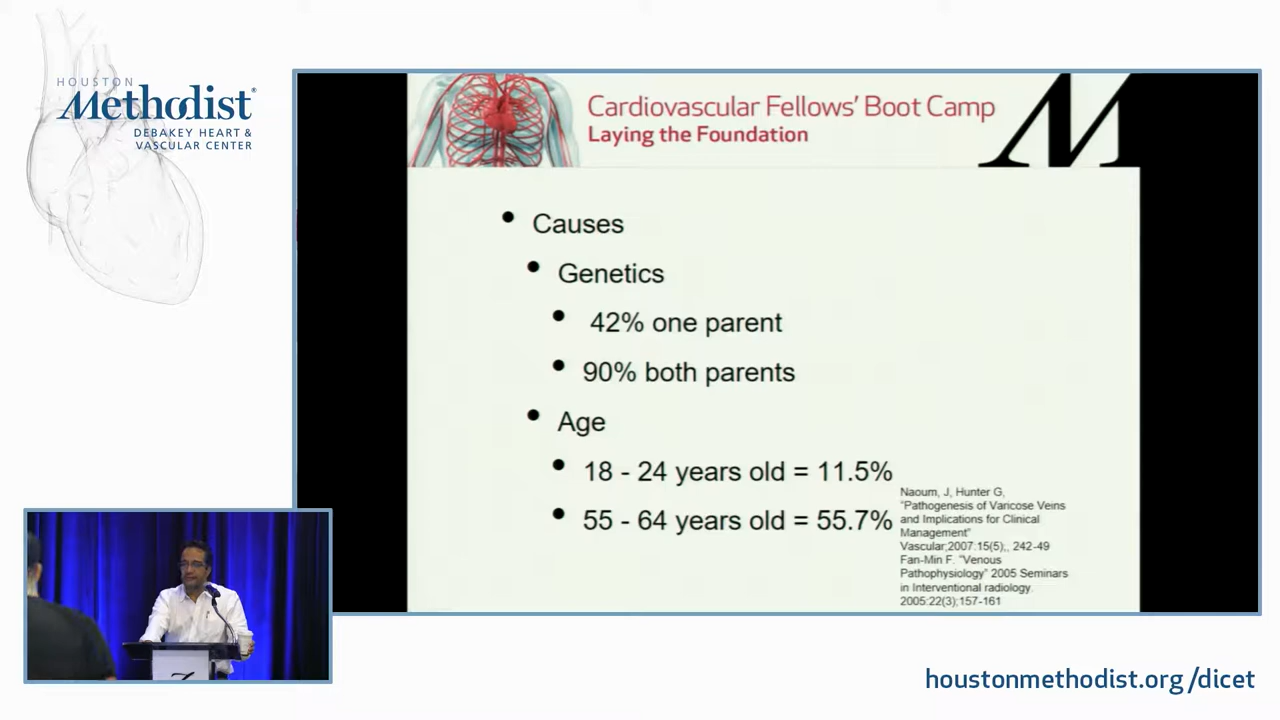 HOUSTON
Methodist®
DEBAKEY HEART &
VASCULAR CENTER
Cardiovascular Fellows' Boot Camp
Laying the Foundation
M
• Causes
• Genetics
• 42% one parent
• 90% both parents
• Age
• 18 - 24 years old = 11.5%
• 55 - 64 years old = 55.7%
Naoum, J, Hunter G,
"Pathogenesis of Varicose Veins
and Implications for Clinical
Management"
Vascular;2007:15(5);, 242-49
Fan-Min F. "Venous
Pathophysiology" 2005 Seminars
in Interventional radiology.
2005:22(3);157-161
houstonmethodist.org/dicet